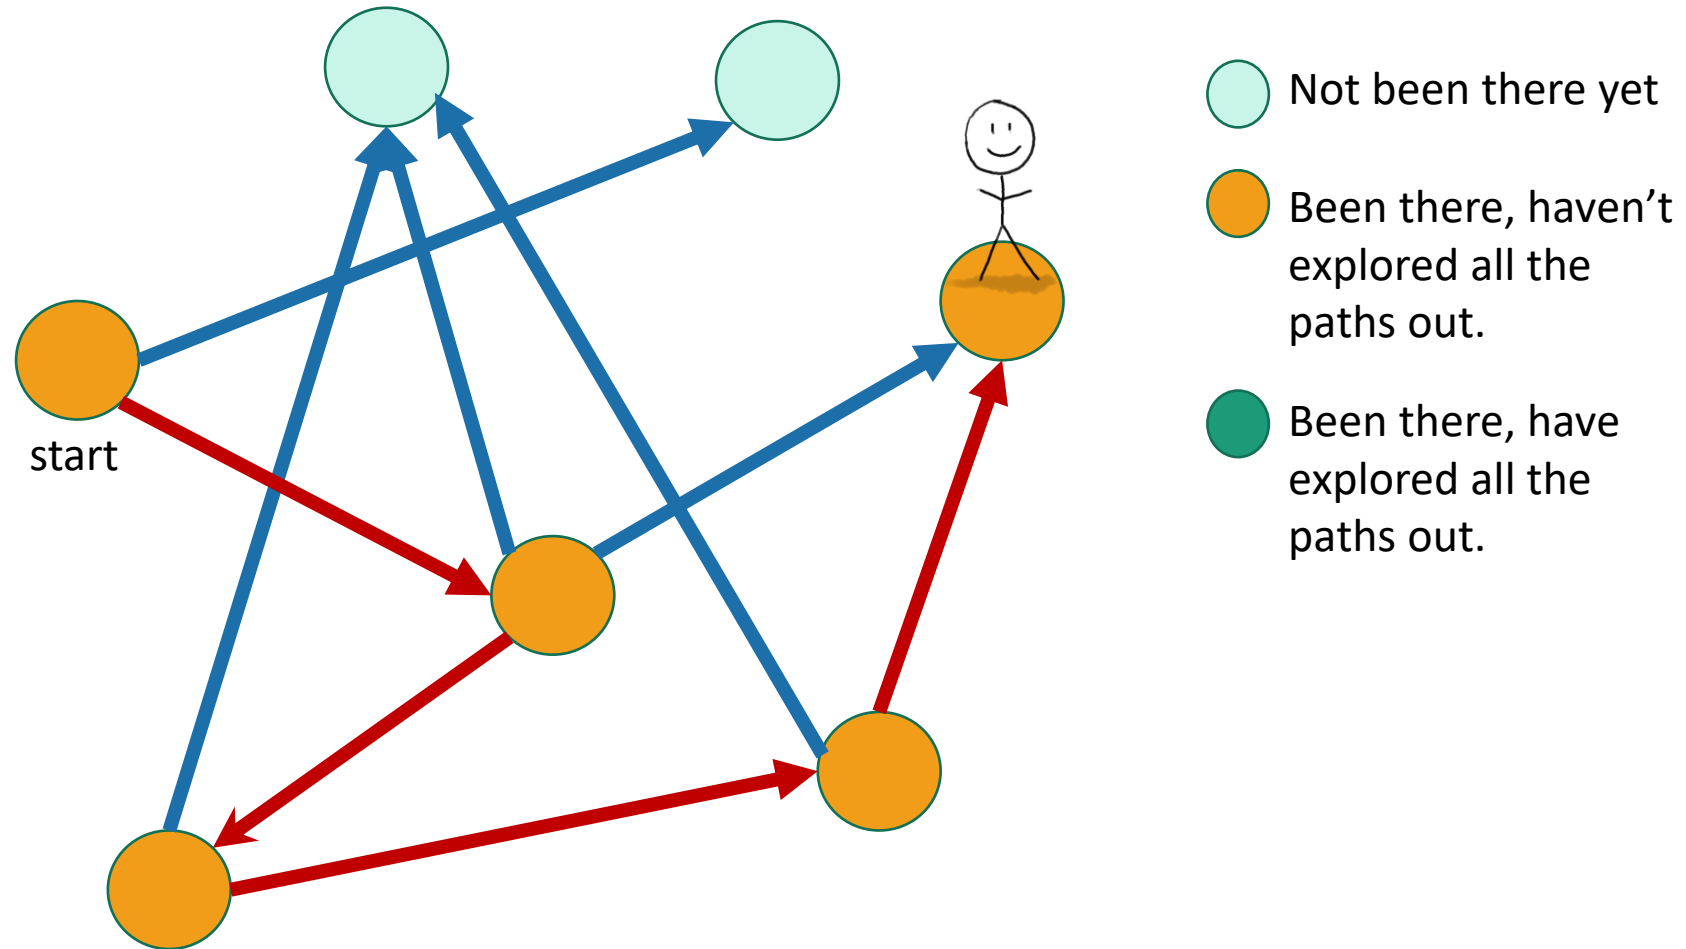 start
Not been there yet
Been there, haven’t
explored all the
paths out.
Been there, have
explored all the
paths out.